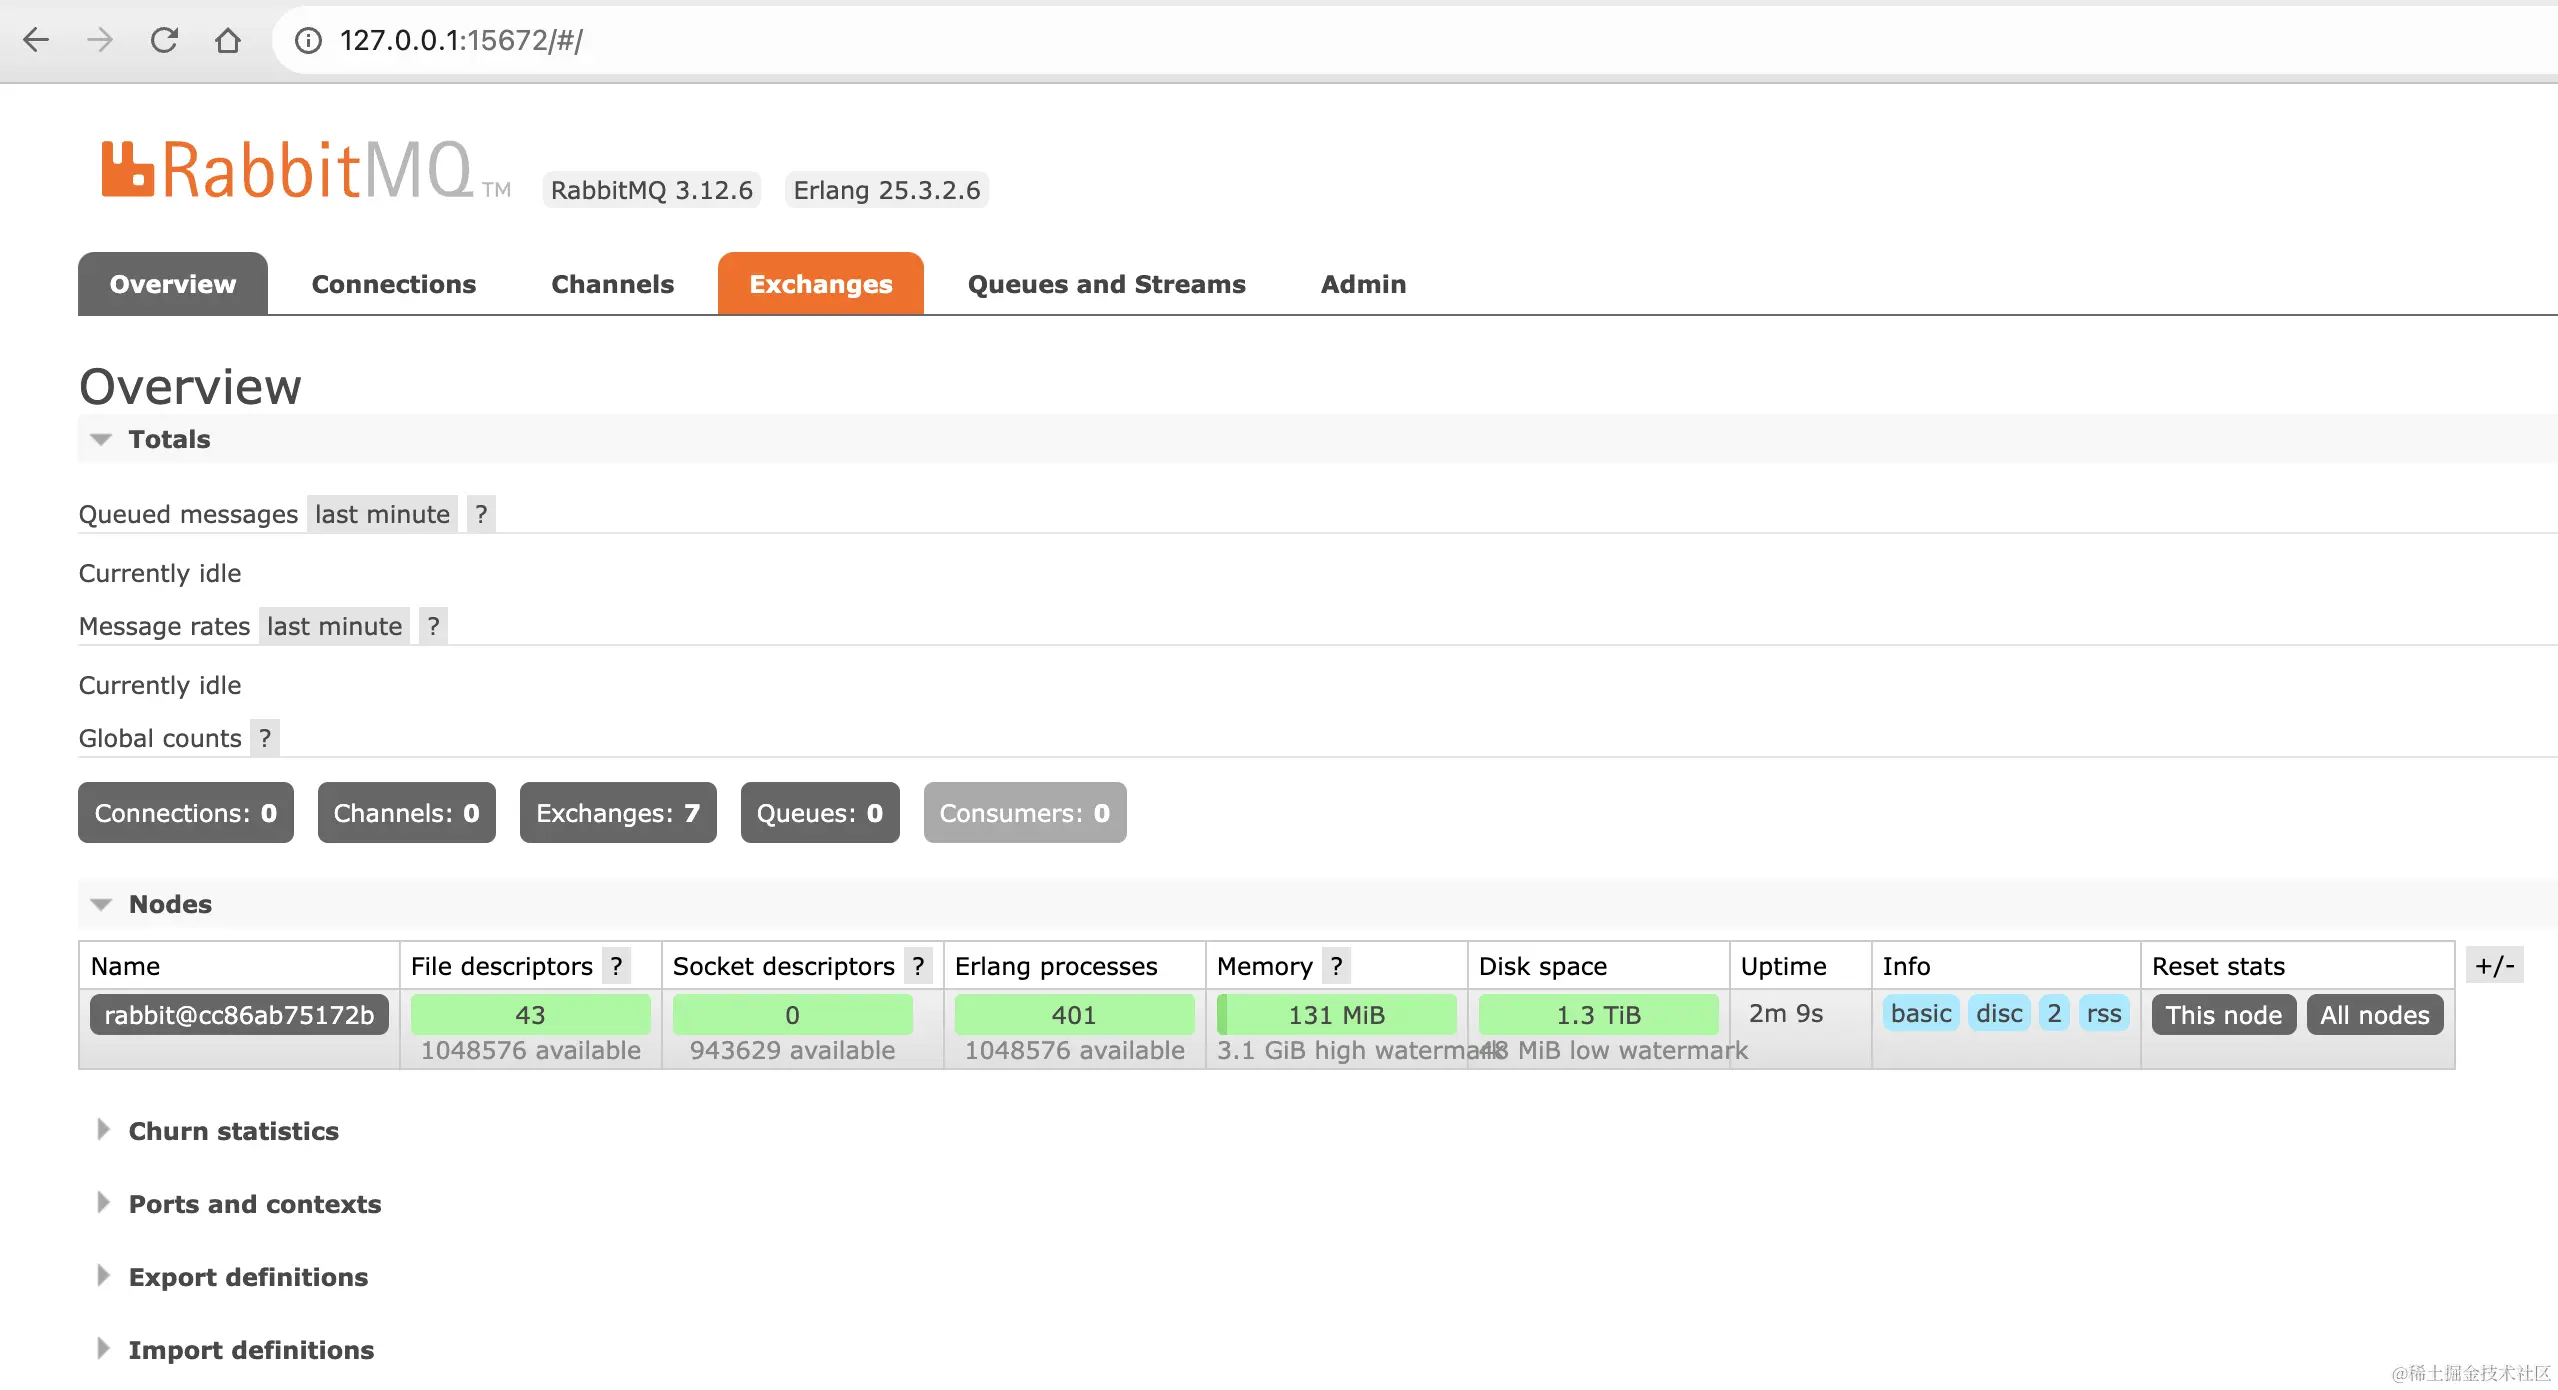 127.0.0.1:15672/#/
RabbitMQ TM RabbitMQ 3.12.6 Erlang 25.3.2.6
Overview Connections Channels Exchanges Queues and Streams Admin
Overview
Totals
Queued messages last minute ?
Currently idle
Message rates last minute ?
Currently idle
Global counts ?
Connections: 0 Channels: 0 Exchanges: 7 Queues: 0 Consumers: 0
Nodes
Name File descriptors ? Socket descriptors ? Erlang processes Memory ? Disk space Uptime Info Reset stats +/-
rabbit@cc86ab75172b 43 0 401 131 MiB 1.3 TiB 2m 9s basic disc 2 rss This node All nodes
1048576 available 943629 available 1048576 available 3.1 GiB high watermark 48 MiB low watermark
Churn statistics
Ports and contexts
Export definitions
Import definitions
@稀土掘金技术社区